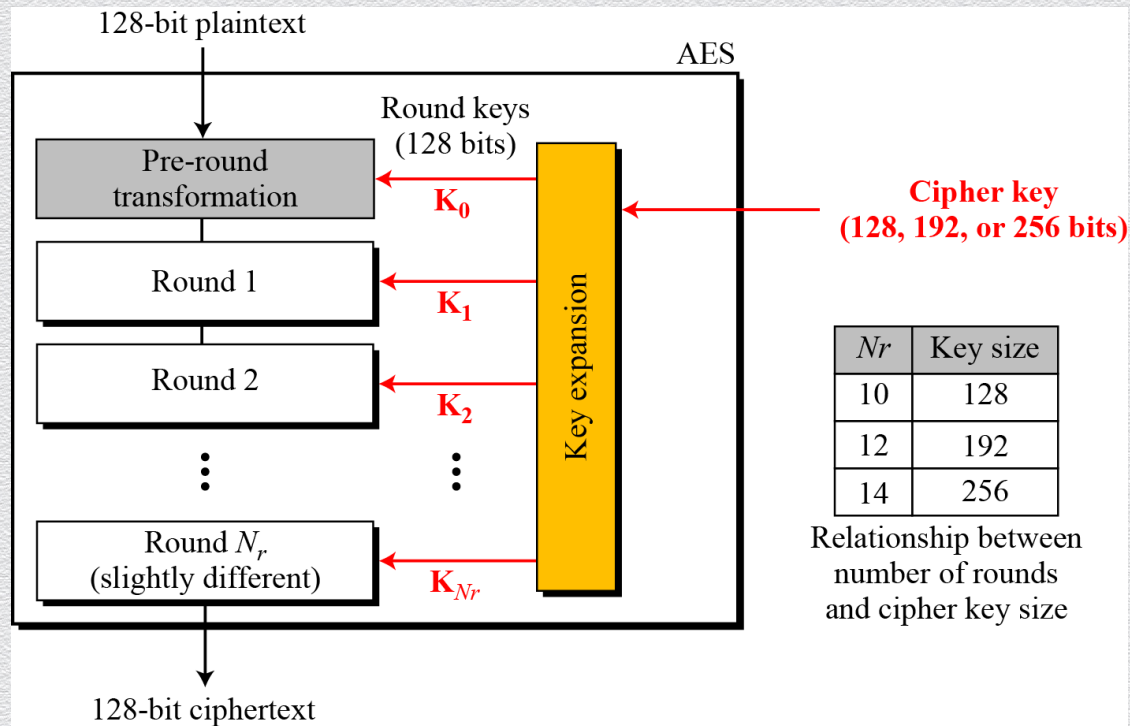 128-bit plaintext
AES
Round keys
(128 bits)
Pre-round
transformation
K0
Cipher key
(128, 192, or 256 bits)
Round 1
K1
Key expansion
Round 2
K2
Nr Key size
10 128
12 192
14 256
Relationship between
number of rounds
and cipher key size
Round Nr
(slightly different)
KNr
128-bit ciphertext